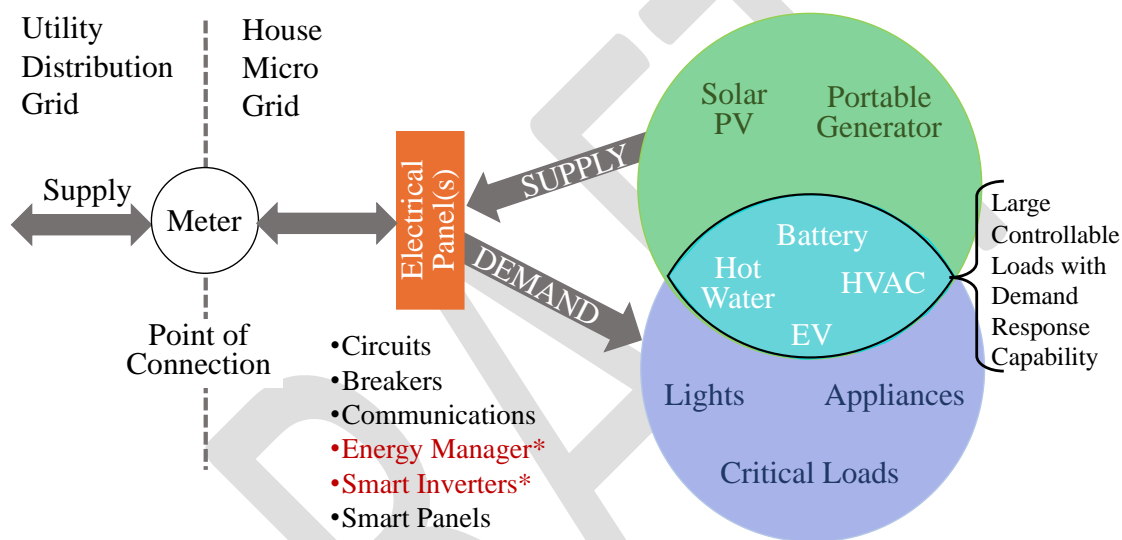 Utility
Distribution
Grid
House
Micro
Grid
Supply
Meter
Point of
Connection
Electrical
Panel(s)
SUPPLY
DEMAND
•Circuits
•Breakers
•Communications
•Energy Manager*
•Smart Inverters*
•Smart Panels
Solar
PV
Portable
Generator
Battery
Hot
Water
HVAC
EV
Lights
Appliances
Critical Loads
Large
Controllable
Loads with
Demand
Response
Capability